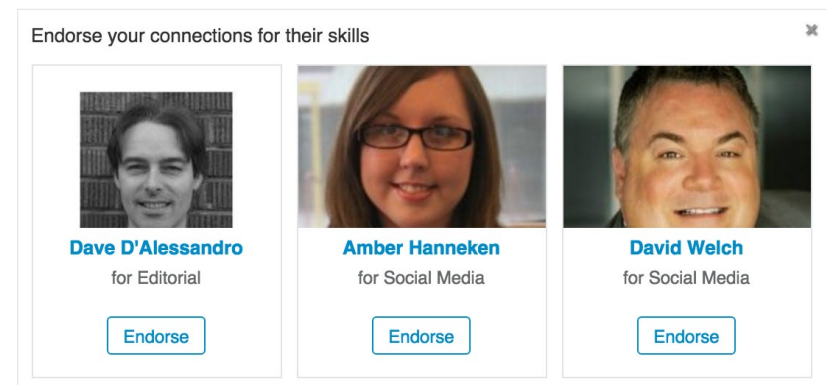 Endorse your connections for their skills
Dave D'Alessandro
for Editorial
Endorse
Amber Hanneken
for Social Media
Endorse
David Welch
for Social Media
Endorse